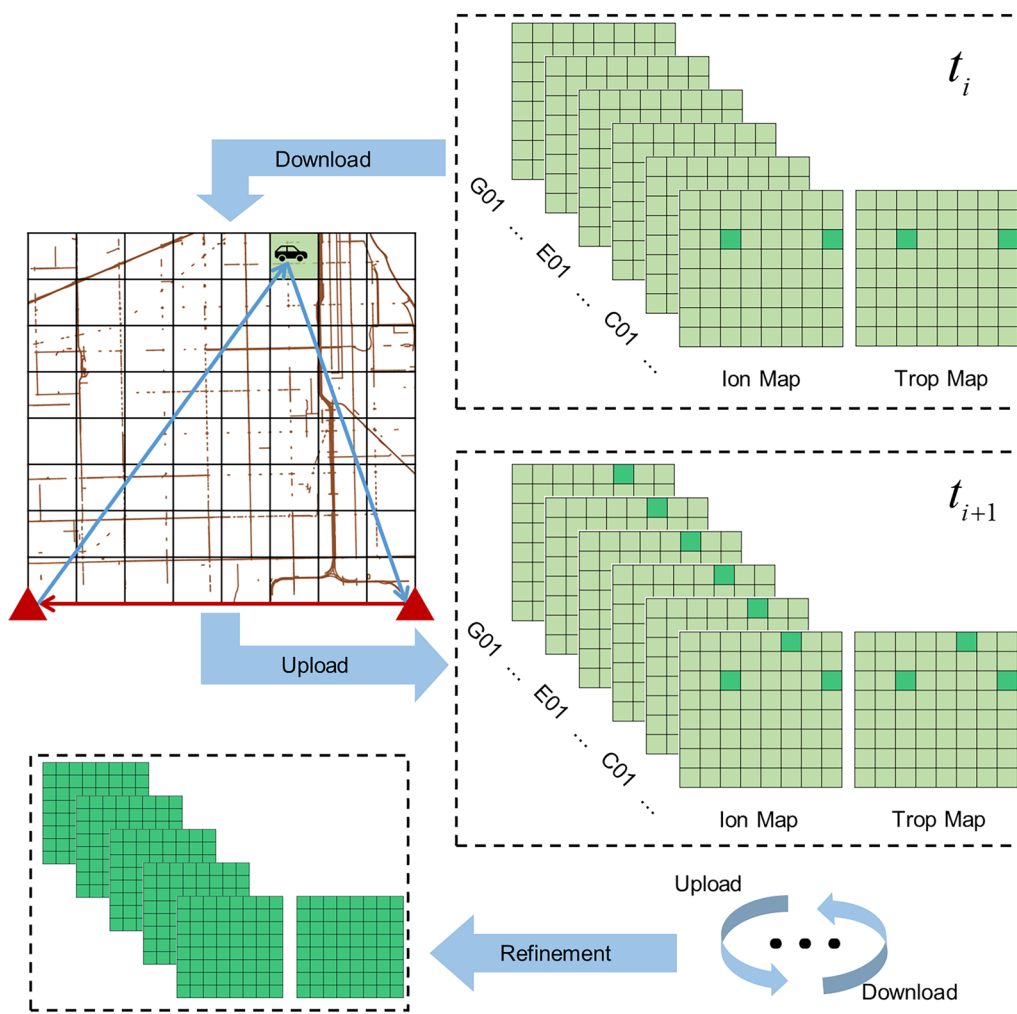 t_i
Download
G01 ... E01 ... C01 ...
Ion Map
Trop Map
t_{i+1}
Upload
G01 ... E01 ... C01 ...
Ion Map
Trop Map
Upload
Refinement
...
Download